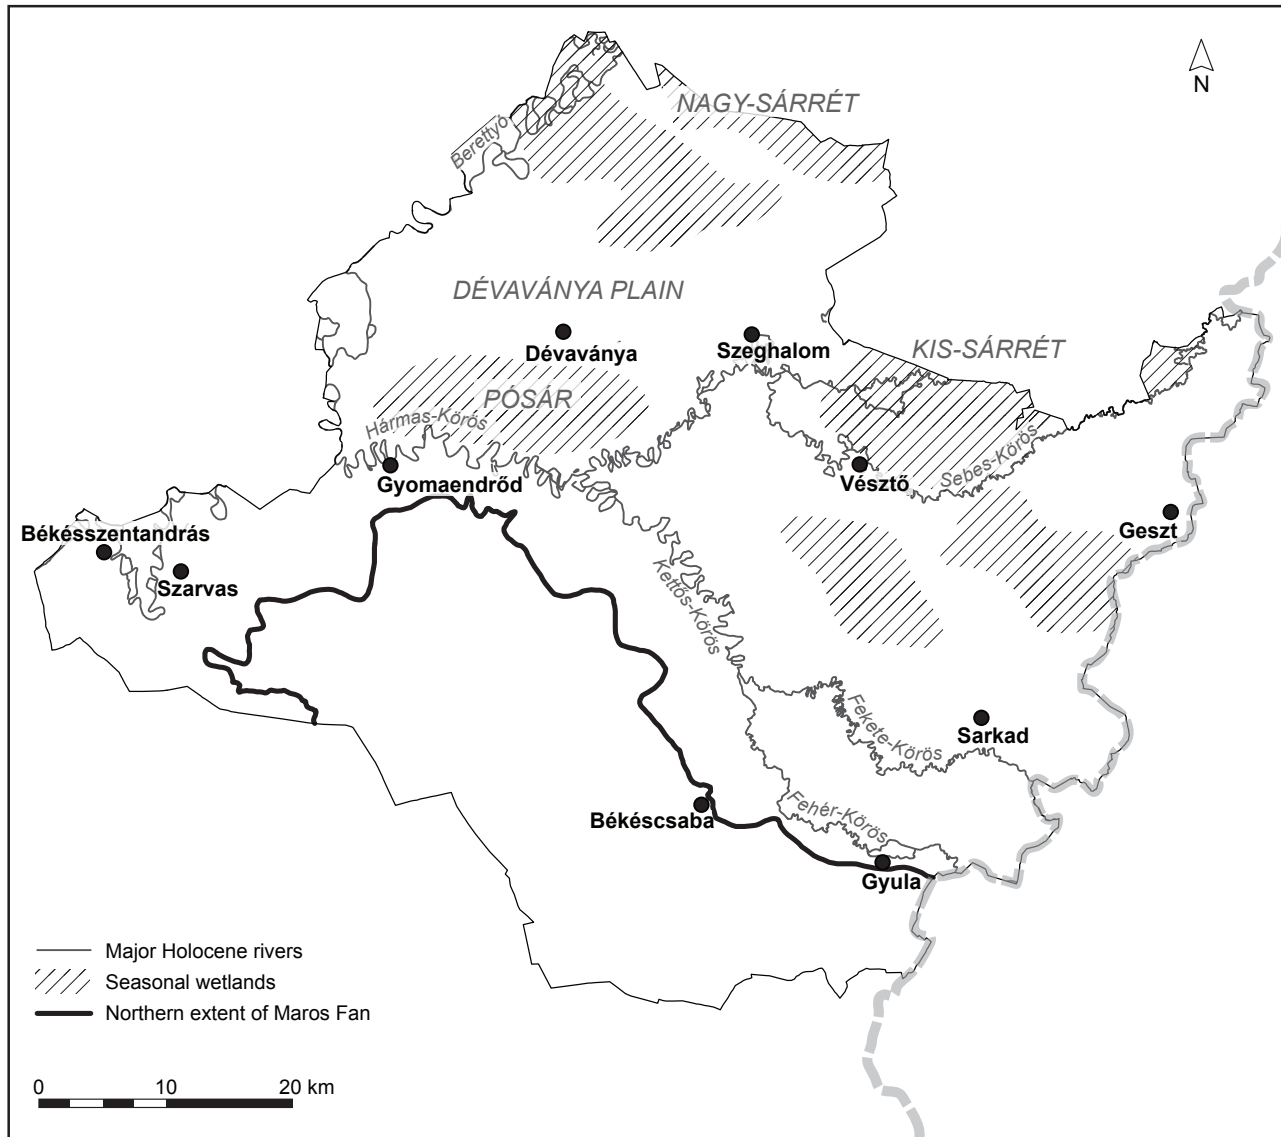 N
NAGY-SÁRRÉT
Berettyó
DÉVAVÁNYA PLAIN
Dévaványa
Szeghalom
KIS-SÁRRÉT
PÓSÁR
Hármas-Körös
Gyomaendrőd
Vésztő
Sebes-Körös
Geszt
Békésszentandrás
Szarvas
Kettős-Körös
Fekete-Körös
Sarkad
Békéscsaba
Fehér-Körös
Gyula
Major Holocene rivers
Seasonal wetlands
Northern extent of Maros Fan
0 10 20 km